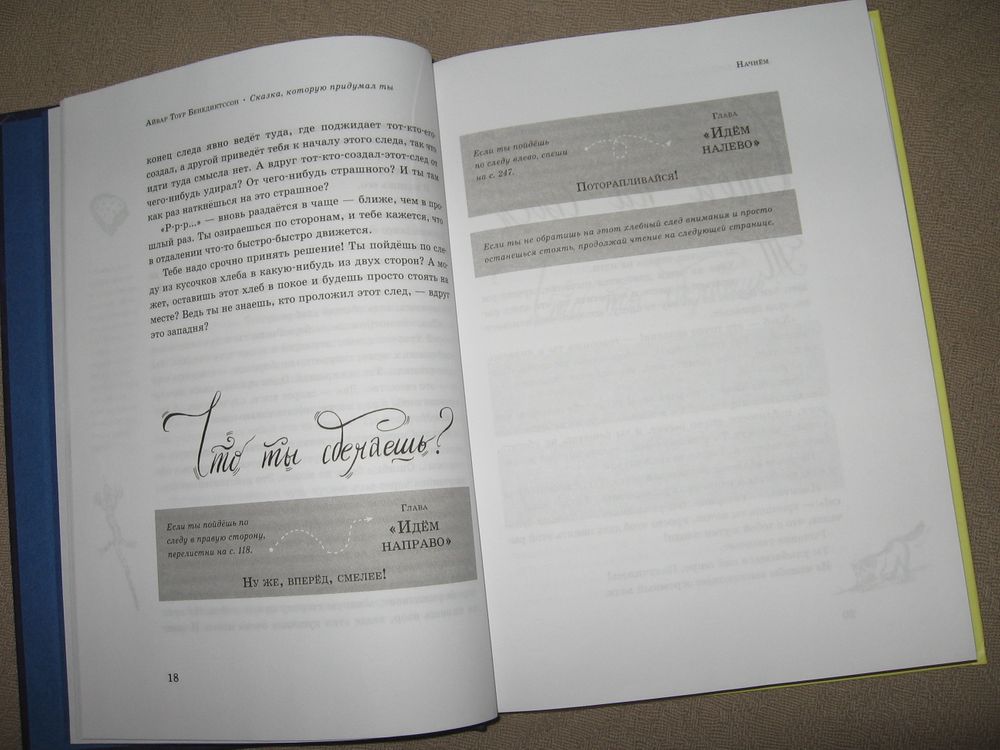 Айвар Тоур Бенедиктссон • Сказка, которую придумал ты
конец следа явно ведёт туда, где поджидает тот-кто-его-
создал, а другой приведёт тебя к началу этого следа, так что
идти туда смысла нет. А вдруг тот-кто-создал-этот-след от
чего-нибудь удирал? От чего-нибудь страшного? И ты там
как раз наткнёшься на это страшное?
«Р-р-р...» — вновь раздаётся в чаще — ближе, чем в про-
шлый раз. Ты озираешься по сторонам, и тебе кажется, что
в отдалении что-то быстро-быстро движется.
Тебе надо срочно принять решение! Ты пойдёшь по сле-
ду из кусочков хлеба в какую-нибудь из двух сторон? А мо-
жет, оставишь этот хлеб в покое и будешь просто стоять на
месте? Ведь ты не знаешь, кто проложил этот след, — вдруг
это западня?
Что ты сделаешь?
Если ты пойдёшь по
следу в правую сторону,
перелистни на с. 118.
Глава
«Идём
направо»
Ну же, вперёд, смелее!
18
Начнём
Если ты пойдёшь
по следу влево, спеши
на с. 247.
Глава
«Идём
налево»
Поторапливайся!
Если ты не обратишь на этот хлебный след внимания и просто
останешься стоять, продолжай чтение на следующей странице.